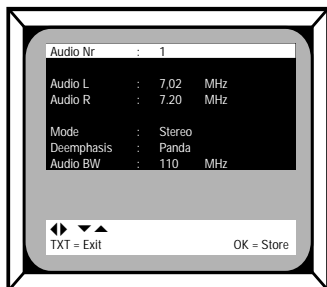 Audio Nr : 1
Audio L : 7,02 MHz
Audio R : 7.20 MHz
Mode : Stereo
Deemphasis : Panda
Audio BW : 110 MHz
TXT = Exit OK = Store